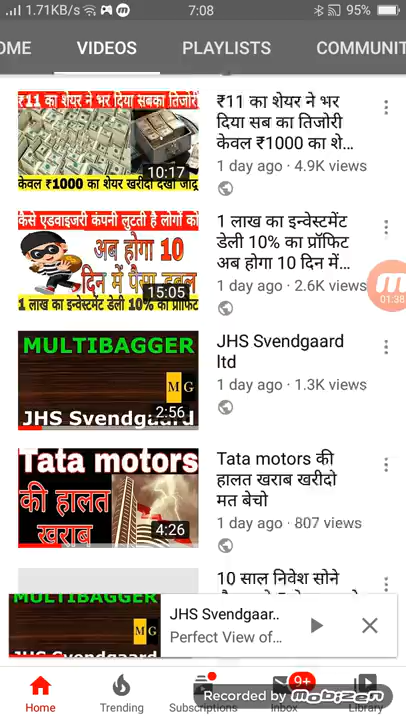 1.71KB/s
7:08
95%
OME VIDEOS PLAYLISTS COMMUNIT
₹11 का शेयर ने भर दिया सबका तिजोरी
10:17
केवल ₹1000 का शेयर खरीदा देखो जादू
₹11 का शेयर ने भर
दिया सब का तिजोरी
केवल ₹1000 का शे...
1 day ago · 4.9K views
कैसे एडवाइजरी कंपनी लुटती है लोगों को
अब होगा 10
दिन में पैसा डबल
15:05
1 लाख का इन्वेस्टमेंट डेली 10% का प्रॉफिट
1 लाख का इन्वेस्टमेंट
डेली 10% का प्रॉफिट
अब होगा 10 दिन में...
1 day ago · 2.6K views
01:38
MULTIBAGGER
M G
2:56
JHS Svendgaard
JHS Svendgaard
ltd
1 day ago · 1.3K views
Tata motors
की हालत
खराब
4:26
Tata motors की
हालत खराब खरीदो
मत बेचो
1 day ago · 807 views
10 साल निवेश सोने
MULTIBAGGER
M G
JHS Svendgaard
JHS Svendgaar..
Perfect View of...
9+
Home Trending Subscriptions Inbox Library
Recorded by mobizen